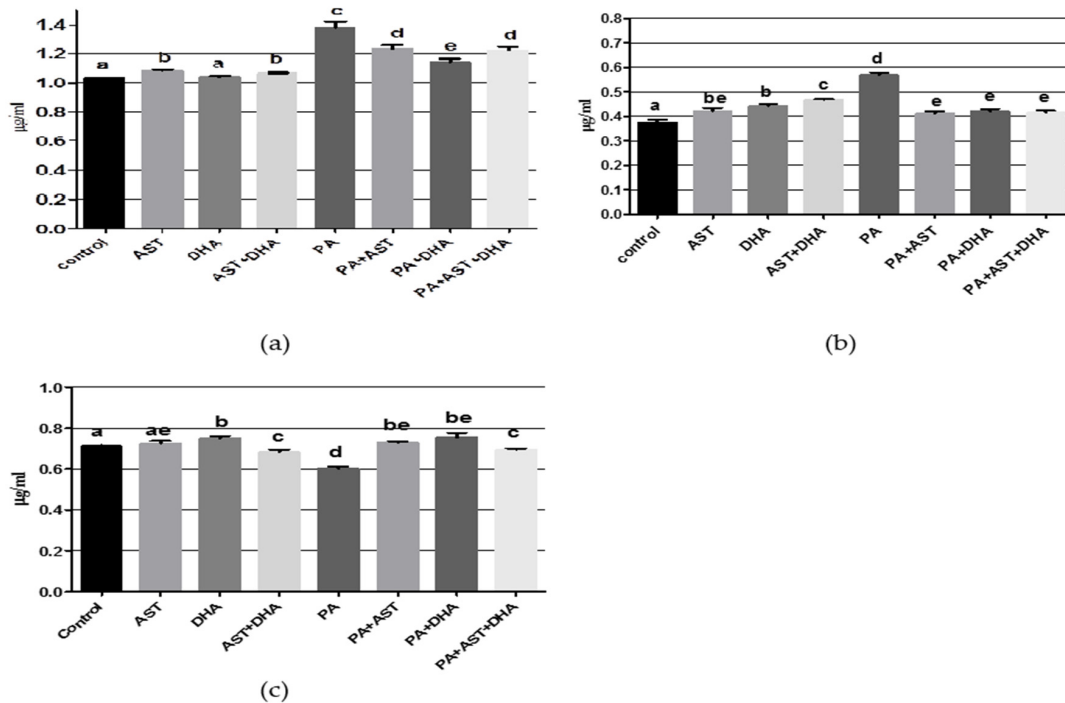 1.4
1.2
1.0
0.8
0.6
0.4
0.2
0.0
µg/ml
a
b
a
b
c
d
e
d
control
AST
DHA
AST+DHA
PA
PA+AST
PA+DHA
PA+AST+DHA
(a)
0.8
0.7
0.6
0.5
0.4
0.3
0.2
0.1
0.0
µg/ml
a
be
b
c
d
e
e
e
control
AST
DHA
AST+DHA
PA
PA+AST
PA+DHA
PA+AST+DHA
(b)
1.0
0.8
0.6
0.4
0.2
0.0
µg/ml
a
ae
b
c
d
be
be
c
Control
AST
DHA
AST+DHA
PA
PA+AST
PA+DHA
PA+AST+DHA
(c)